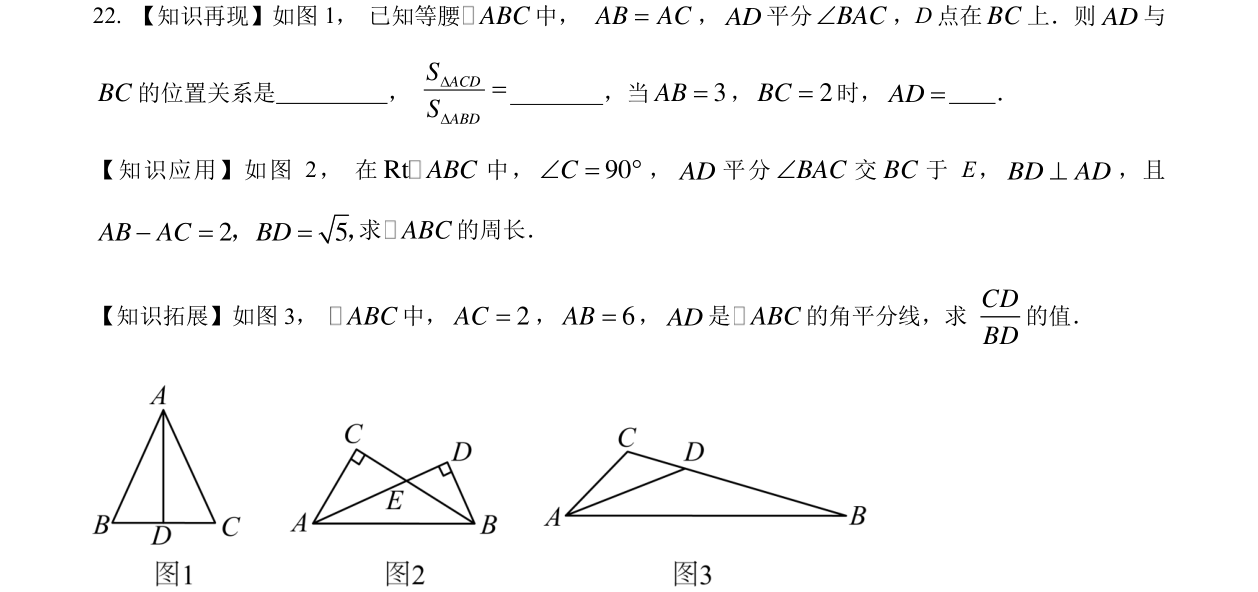 22. 【知识再现】如图 1， 已知等腰□ABC 中， AB = AC ，AD 平分∠BAC ，D 点在 BC 上．则 AD 与
BC 的位置关系是_________， S△ACD/S△ABD = ________，当 AB = 3，BC = 2 时， AD = ____．
【知识应用】如图 2， 在 Rt□ABC 中，∠C = 90°， AD 平分∠BAC 交 BC 于 E， BD ⊥ AD ，且
AB − AC = 2，BD = √5，求□ABC 的周长．
【知识拓展】如图 3， □ABC 中， AC = 2 ，AB = 6， AD 是□ABC 的角平分线，求 CD/BD 的值．
A
B
D
C
图1
C
D
E
A
B
图2
C
D
A
B
图3